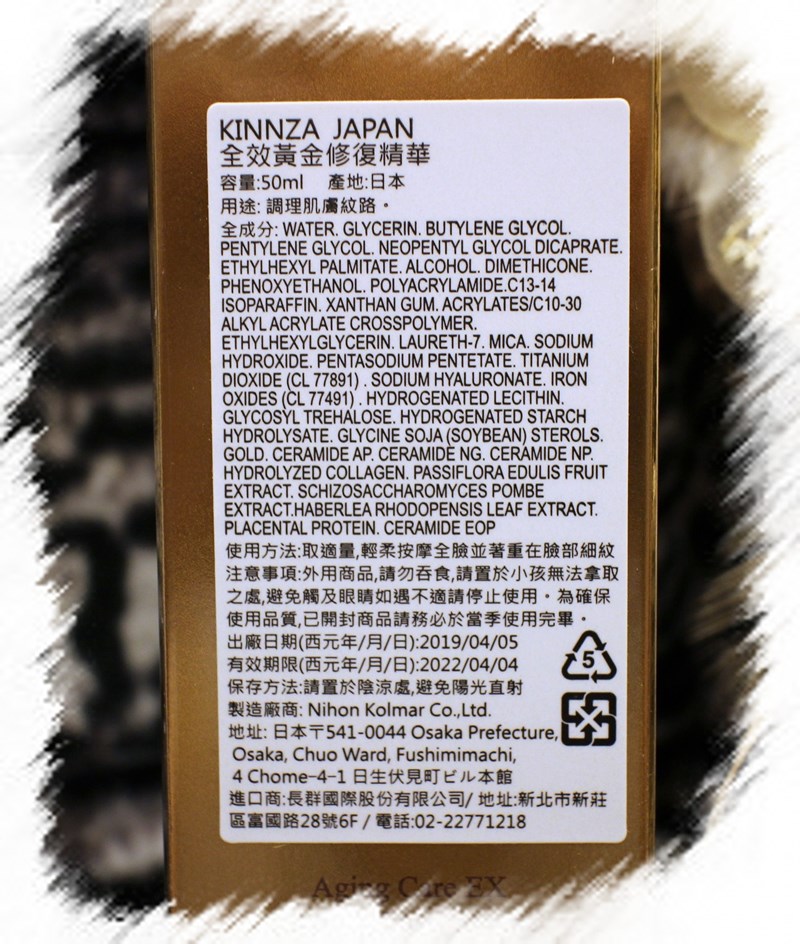 KINNZA JAPAN
全效黃金修復精華
容量:50ml 產地:日本
用途: 調理肌膚紋路。
全成分: WATER. GLYCERIN. BUTYLENE GLYCOL.
PENTYLENE GLYCOL. NEOPENTYL GLYCOL DICAPRATE.
ETHYLHEXYL PALMITATE. ALCOHOL. DIMETHICONE.
PHENOXYETHANOL. POLYACRYLAMIDE.C13-14
ISOPARAFFIN. XANTHAN GUM. ACRYLATES/C10-30
ALKYL ACRYLATE CROSSPOLYMER.
ETHYLHEXYLGLYCERIN. LAURETH-7. MICA. SODIUM
HYDROXIDE. PENTASODIUM PENTETATE. TITANIUM
DIOXIDE (CL 77891) . SODIUM HYALURONATE. IRON
OXIDES (CL 77491) . HYDROGENATED LECITHIN.
GLYCOSYL TREHALOSE. HYDROGENATED STARCH
HYDROLYSATE. GLYCINE SOJA (SOYBEAN) STEROLS.
GOLD. CERAMIDE AP. CERAMIDE NG. CERAMIDE NP.
HYDROLYZED COLLAGEN. PASSIFLORA EDULIS FRUIT
EXTRACT. SCHIZOSACCHAROMYCES POMBE
EXTRACT.HABERLEA RHODOPENSIS LEAF EXTRACT.
PLACENTAL PROTEIN. CERAMIDE EOP
使用方法:取適量,輕柔按摩全臉並著重在臉部細紋
注意事項:外用商品,請勿吞食,請置於小孩無法拿取
之處,避免觸及眼睛如遇不適請停止使用。為確保
使用品質,已開封商品請務必於當季使用完畢。
出廠日期(西元年/月/日):2019/04/05
有效期限(西元年/月/日):2022/04/04
5
保存方法:請置於陰涼處,避免陽光直射
製造廠商: Nihon Kolmar Co.,Ltd.
地址: 日本〒541-0044 Osaka Prefecture,
Osaka, Chuo Ward, Fushimimachi,
4 Chome-4-1 日生伏見町ビル本館
進口商:長群國際股份有限公司/ 地址:新北市新莊
區富國路28號6F / 電話:02-22771218
Aging Care EX